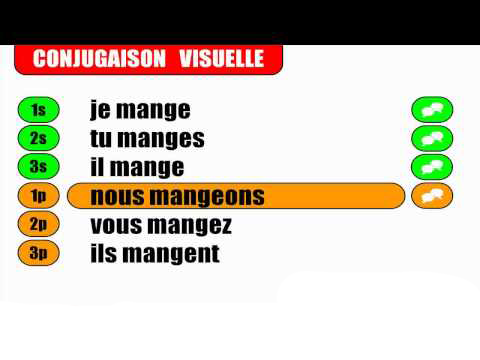 CONJUGAISON VISUELLE
1s je mange
2s tu manges
3s il mange
1p nous mangeons
2p vous mangez
3p ils mangent